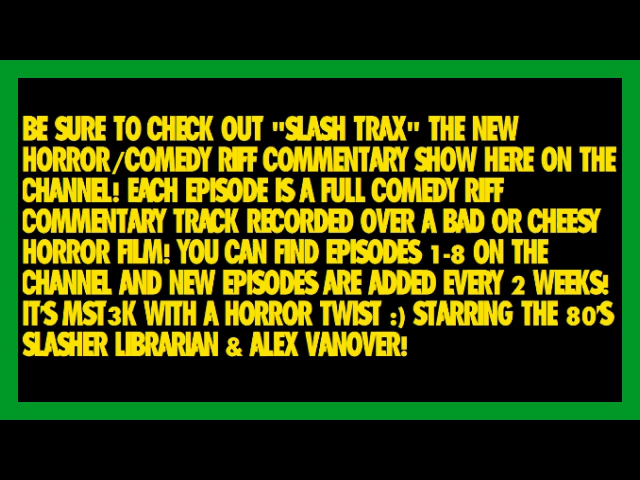 BE SURE TO CHECK OUT "SLASH TRAX" THE NEW
HORROR/COMEDY RIFF COMMENTARY SHOW HERE ON THE
CHANNEL! EACH EPISODE IS A FULL COMEDY RIFF
COMMENTARY TRACK RECORDED OVER A BAD OR CHEESY
HORROR FILM! YOU CAN FIND EPISODES 1-8 ON THE
CHANNEL AND NEW EPISODES ARE ADDED EVERY 2 WEEKS!
IT'S MST3K WITH A HORROR TWIST :) STARRING THE 80'S
SLASHER LIBRARIAN & ALEX VANOVER!